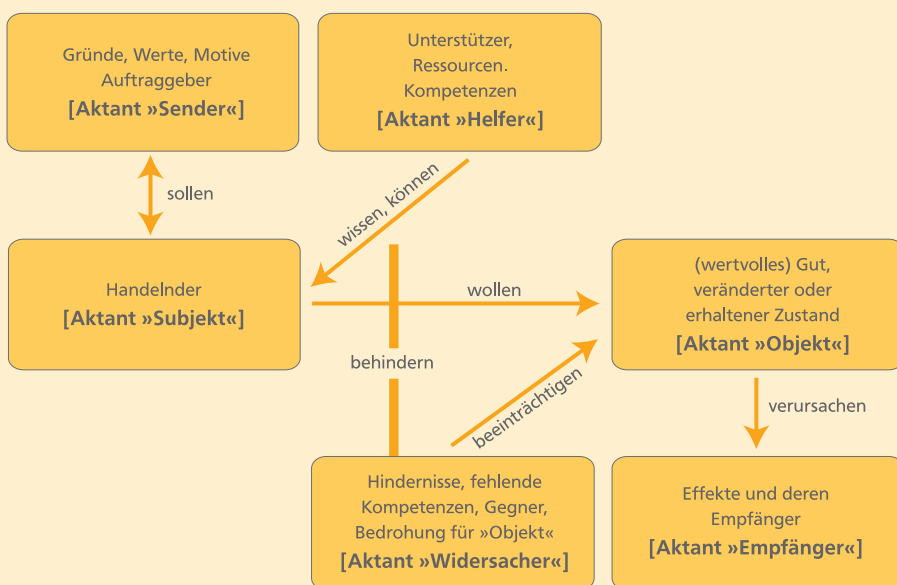 Gründe, Werte, Motive
Auftraggeber
[Aktant »Sender«]
Unterstützer,
Ressourcen.
Kompetenzen
[Aktant »Helfer«]
sollen
wissen, können
Handelnder
[Aktant »Subjekt«]
wollen
(wertvolles) Gut,
veränderter oder
erhaltener Zustand
[Aktant »Objekt«]
behindern
beeinträchtigen
verursachen
Hindernisse, fehlende
Kompetenzen, Gegner,
Bedrohung für »Objekt«
[Aktant »Widersacher«]
Effekte und deren
Empfänger
[Aktant »Empfänger«]